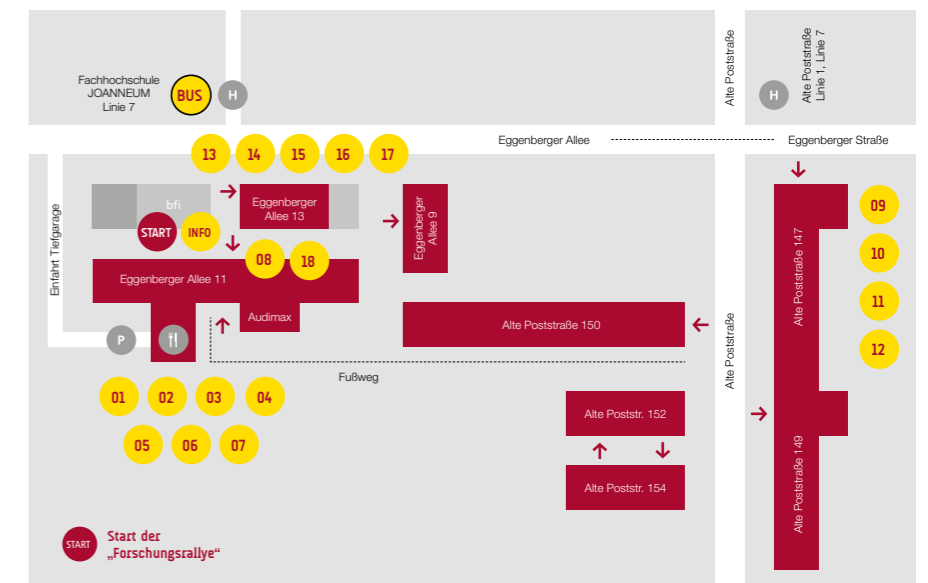 Fachhochschule
JOANNEUM
Linie 7
BUS
H
Alte Poststraße
H
Alte Poststraße
Linie 1, Linie 7
Eggenberger Allee
Eggenberger Straße
13
14
15
16
17
Einfahrt Tiefgarage
bfi
START
INFO
Eggenberger
Allee 13
Eggenberger
Allee 9
08
18
Eggenberger Allee 11
Audimax
P
Alte Poststraße 150
Alte Poststraße
Alte Poststraße 147
09
10
11
12
Fußweg
01
02
03
04
05
06
07
Alte Poststr. 152
Alte Poststr. 154
Alte Poststraße 149
START
Start der
„Forschungsrallye“